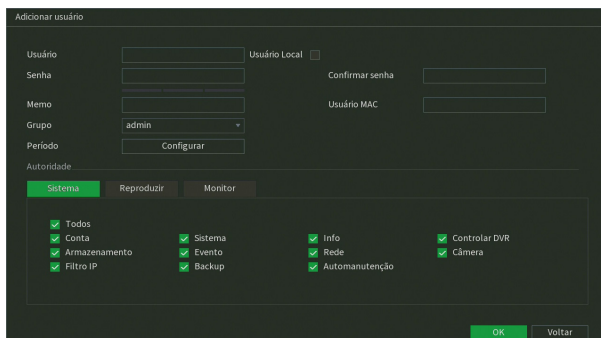 Adicionar usuário
Usuário Usuário Local
Senha Confirmar senha
Memo Usuário MAC
Grupo admin
Período Configurar
Autoridade
Sistema Reproduzir Monitor
Todos
Conta Sistema Info Controlar DVR
Armazenamento Evento Rede Câmera
Filtro IP Backup Automanutenção
OK Voltar